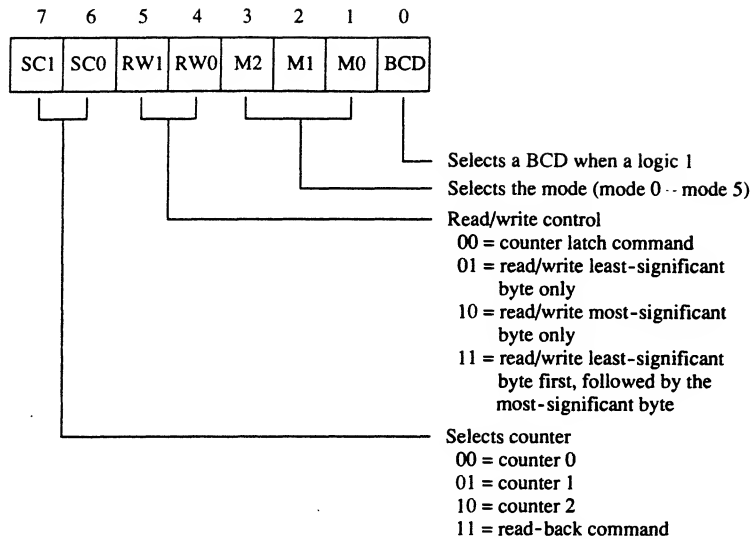 7 6 5 4 3 2 1 0
SC1 SC0 RW1 RW0 M2 M1 M0 BCD
Selects a BCD when a logic 1
Selects the mode (mode 0 -- mode 5)
Read/write control
00 = counter latch command
01 = read/write least-significant
byte only
10 = read/write most-significant
byte only
11 = read/write least-significant
byte first, followed by the
most-significant byte
Selects counter
00 = counter 0
01 = counter 1
10 = counter 2
11 = read-back command